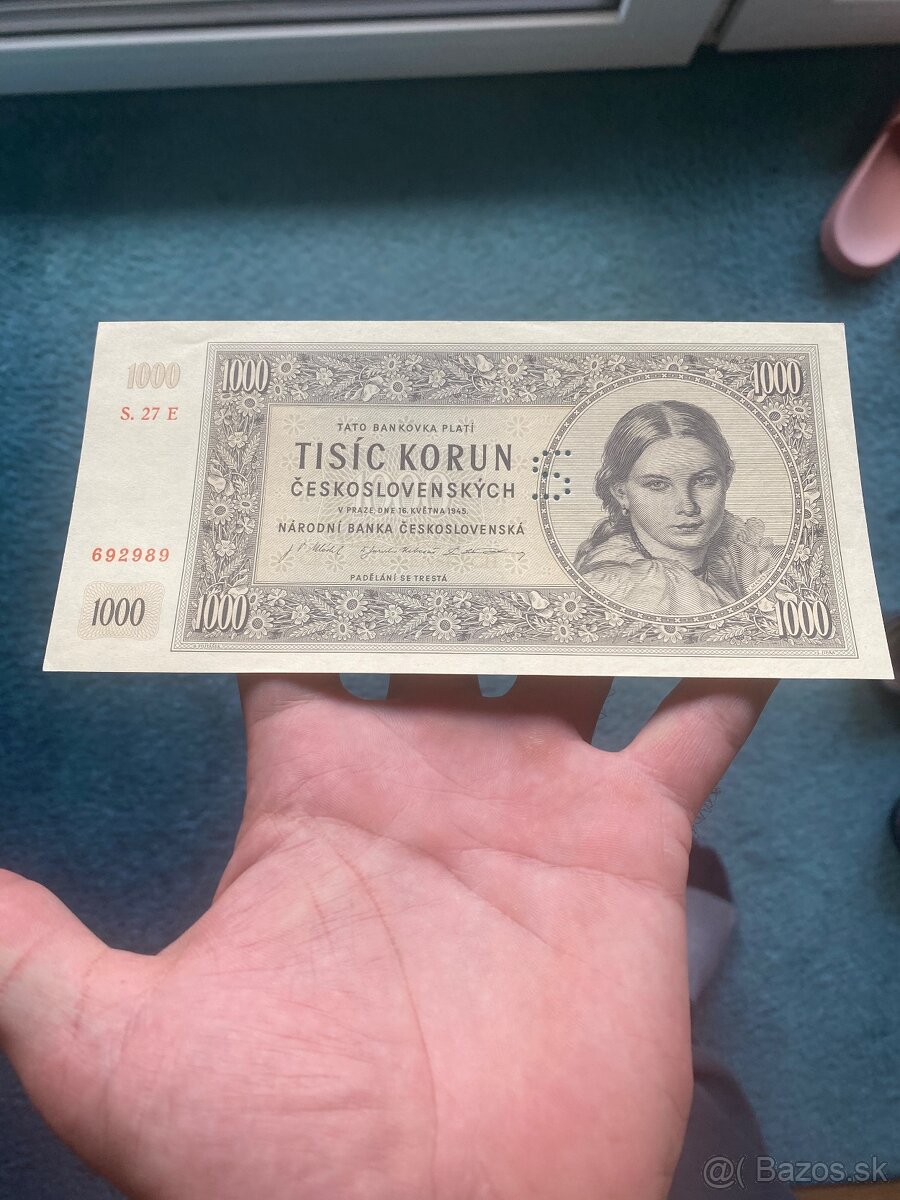 1000
1000
1000
S. 27 E
TATO BANKOVKA PLATÍ
TISÍC KORUN
ČESKOSLOVENSKÝCH
V PRAZE, DNE 16. KVĚTNA 1945.
NÁRODNÍ BANKA ČESKOSLOVENSKÁ
692989
PADĚLÁNÍ SE TRESTÁ
1000
1000
1000
S
@( Bazos.sk